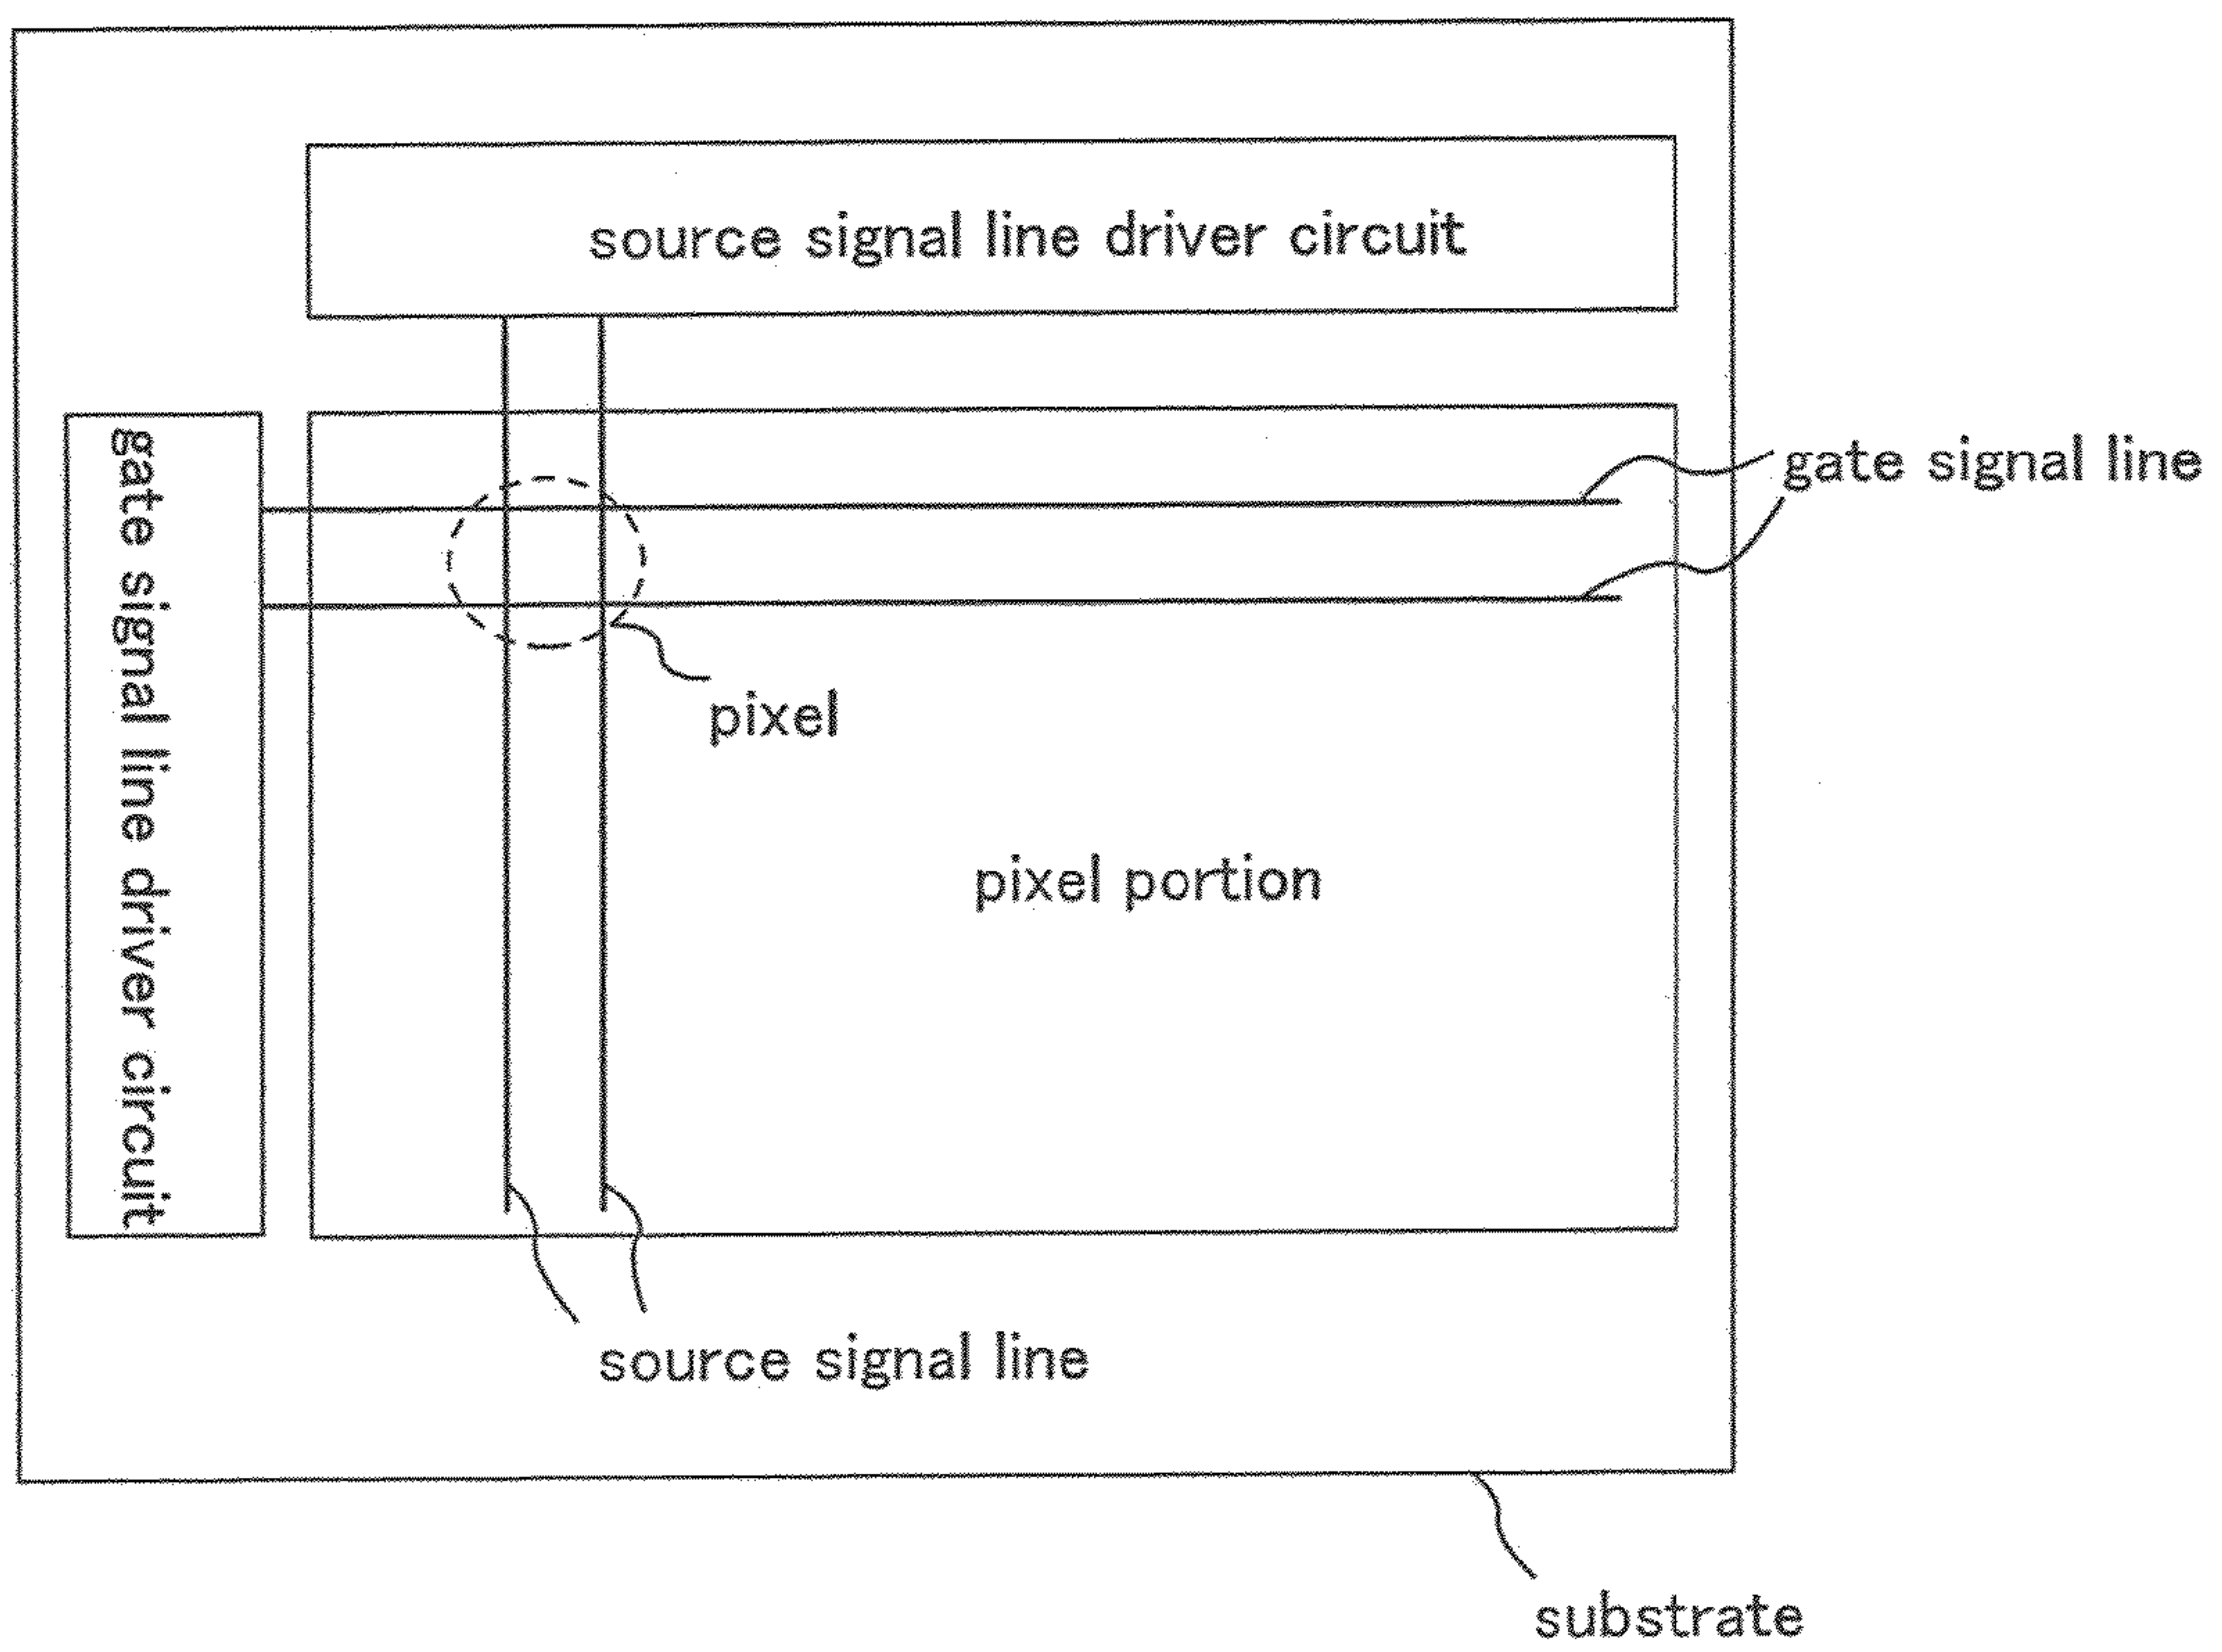 source signal line driver circuit
gate signal line driver circuit
gate signal line
pixel
pixel portion
source signal line
substrate